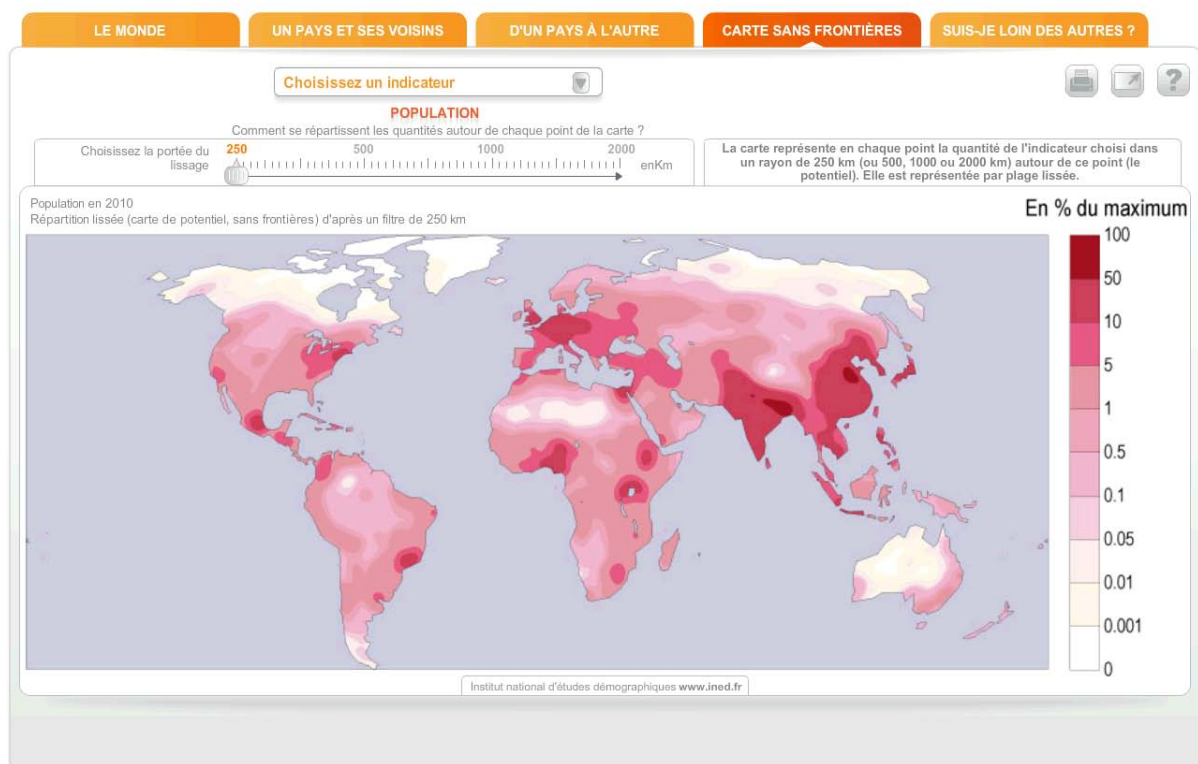 LE MONDE
UN PAYS ET SES VOISINS
D'UN PAYS À L'AUTRE
CARTE SANS FRONTIÈRES
SUIS-JE LOIN DES AUTRES ?
Choisissez un indicateur
?
POPULATION
Comment se répartissent les quantités autour de chaque point de la carte ?
Choisissez la portée du
lissage
250
500
1000
2000
enKm
La carte représente en chaque point la quantité de l'indicateur choisi dans
un rayon de 250 km (ou 500, 1000 ou 2000 km) autour de ce point (le
potentiel). Elle est représentée par plage lissée.
Population en 2010
Répartition lissée (carte de potentiel, sans frontières) d'après un filtre de 250 km
En % du maximum
100
50
10
5
1
0.5
0.1
0.05
0.01
0.001
0
Institut national d'études démographiques www.ined.fr